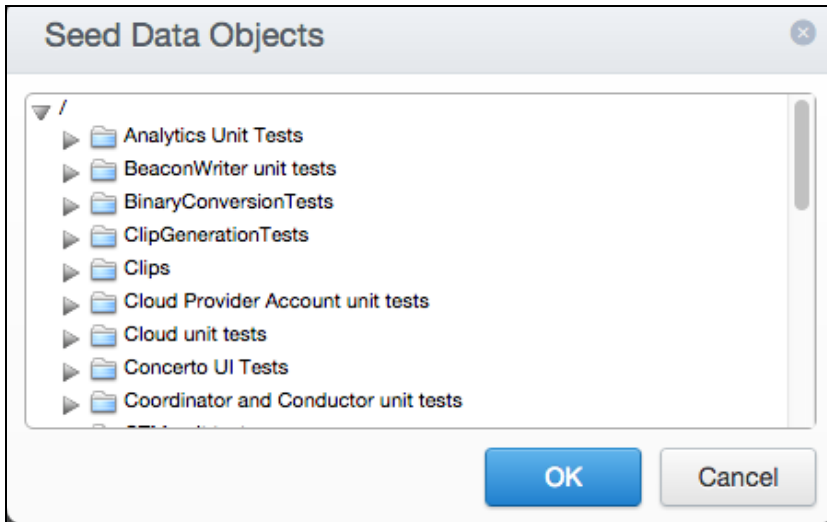 Seed Data Objects
/
Analytics Unit Tests
BeaconWriter unit tests
BinaryConversionTests
ClipGenerationTests
Clips
Cloud Provider Account unit tests
Cloud unit tests
Concerto UI Tests
Coordinator and Conductor unit tests
OK
Cancel